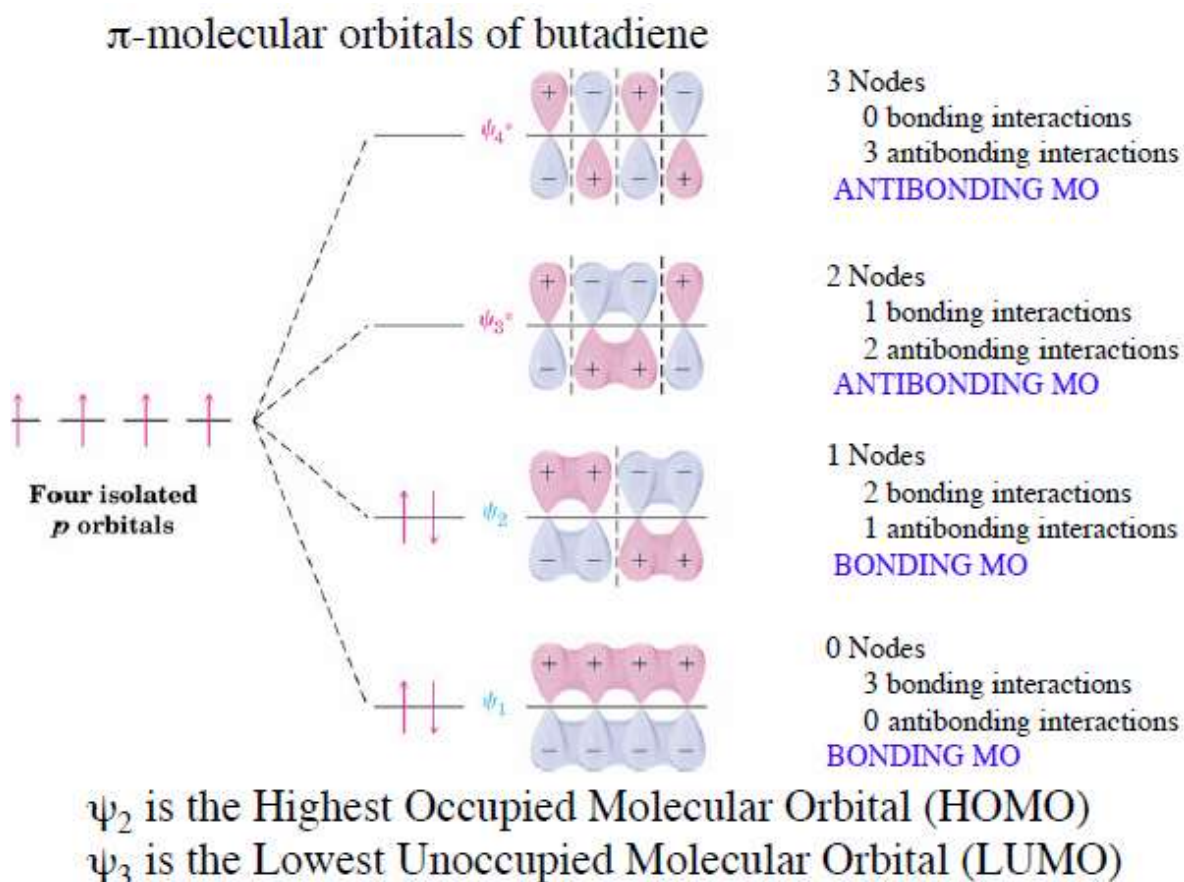 π-molecular orbitals of butadiene
+ − + −
ψ4*
− + − +
3 Nodes
0 bonding interactions
3 antibonding interactions
ANTIBONDING MO
+ − − +
ψ3*
− + + −
2 Nodes
1 bonding interactions
2 antibonding interactions
ANTIBONDING MO
Four isolated
p orbitals
+ + − −
ψ2
− − + +
1 Nodes
2 bonding interactions
1 antibonding interactions
BONDING MO
+ + + +
ψ1
− − − −
0 Nodes
3 bonding interactions
0 antibonding interactions
BONDING MO
ψ2 is the Highest Occupied Molecular Orbital (HOMO)
ψ3 is the Lowest Unoccupied Molecular Orbital (LUMO)